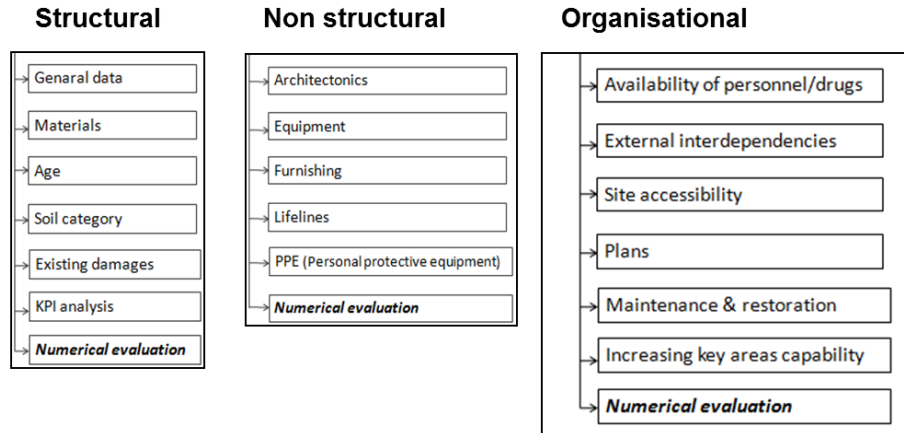 Structural
Genaral data
Materials
Age
Soil category
Existing damages
KPI analysis
Numerical evaluation
Non structural
Architectonics
Equipment
Furnishing
Lifelines
PPE (Personal protective equipment)
Numerical evaluation
Organisational
Availability of personnel/drugs
External interdependencies
Site accessibility
Plans
Maintenance & restoration
Increasing key areas capability
Numerical evaluation